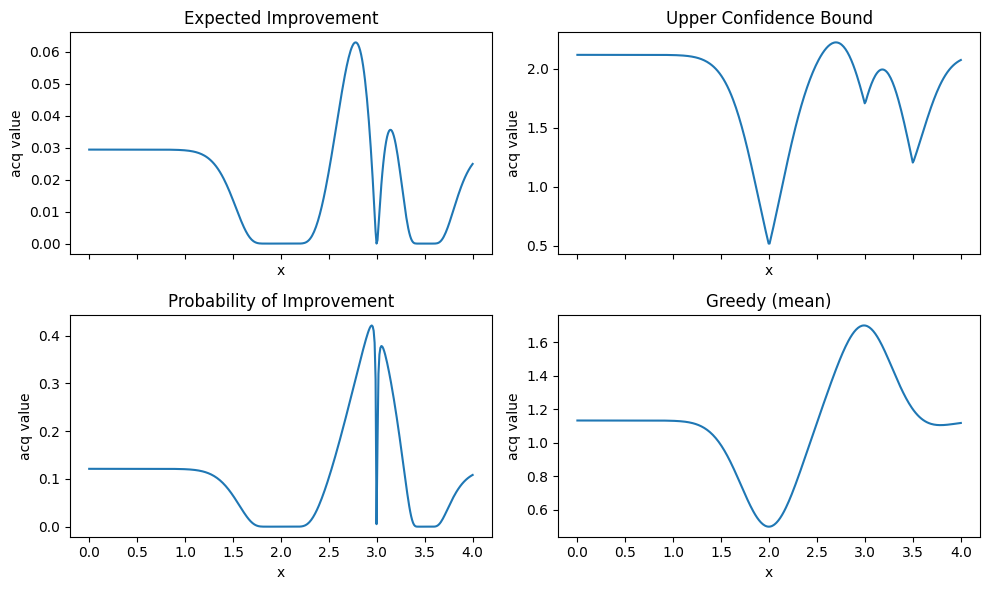 Expected Improvement
acq value
0.06
0.05
0.04
0.03
0.02
0.01
0.00
x
Upper Confidence Bound
acq value
2.0
1.5
1.0
0.5
x
Probability of Improvement
acq value
0.4
0.3
0.2
0.1
0.0
0.0 0.5 1.0 1.5 2.0 2.5 3.0 3.5 4.0
x
Greedy (mean)
acq value
1.6
1.4
1.2
1.0
0.8
0.6
0.0 0.5 1.0 1.5 2.0 2.5 3.0 3.5 4.0
x